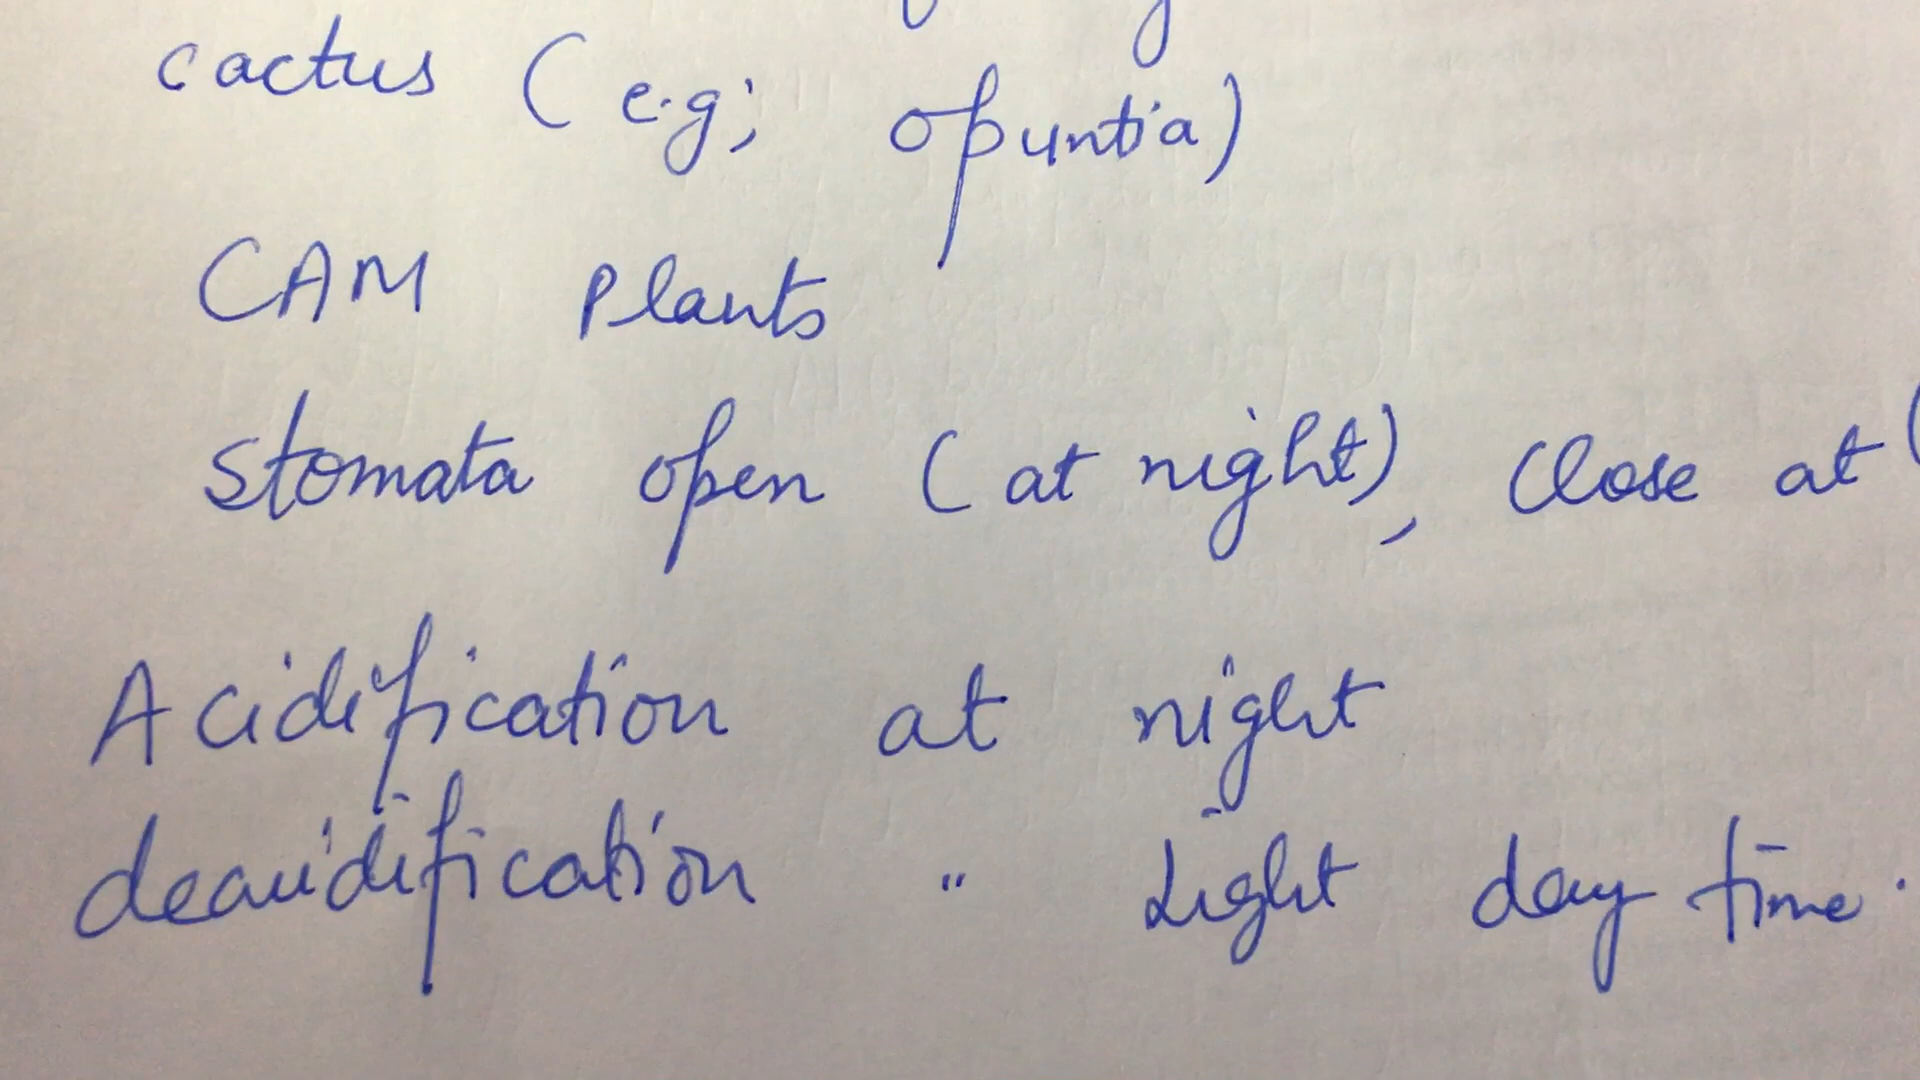 cactus (e.g; opuntia)
CAM Plants
stomata open (at night), Close at (
Acidification at night
deacidification " Light day time.